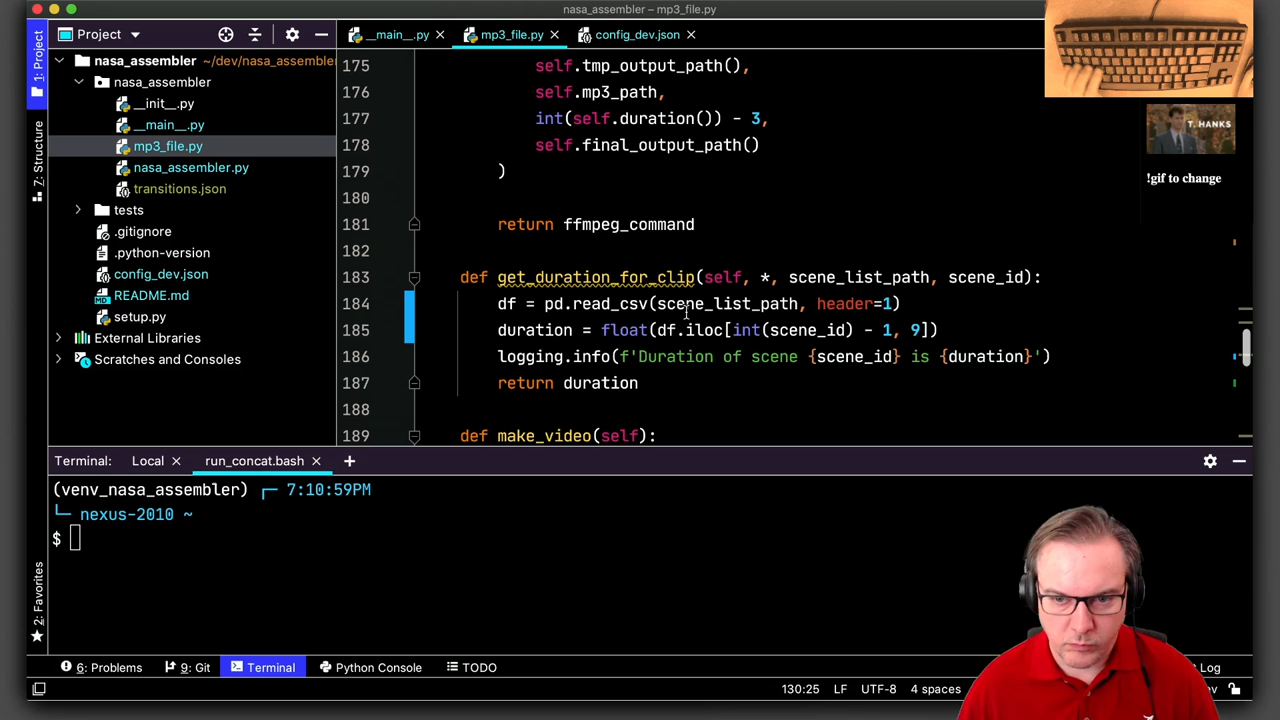 nasa_assembler – mp3_file.py
1: Project
Project
__main__.py
mp3_file.py
config_dev.json
nasa_assembler ~/dev/nasa_assembler
nasa_assembler
__init__.py
__main__.py
mp3_file.py
nasa_assembler.py
transitions.json
tests
.gitignore
.python-version
config_dev.json
README.md
setup.py
External Libraries
Scratches and Consoles
7: Structure
2: Favorites
175 self.tmp_output_path(),
176 self.mp3_path,
177 int(self.duration()) - 3,
178 self.final_output_path()
179 )
180
181 return ffmpeg_command
182
183 def get_duration_for_clip(self, *, scene_list_path, scene_id):
184 df = pd.read_csv(scene_list_path, header=1)
185 duration = float(df.iloc[int(scene_id) - 1, 9])
186 logging.info(f'Duration of scene {scene_id} is {duration}')
187 return duration
188
189 def make_video(self):
T. HANKS
!gif to change
Terminal: Local run_concat.bash +
(venv_nasa_assembler) ┌─ 7:10:59PM
└─ nexus-2010 ~
$
6: Problems 9: Git Terminal Python Console TODO Log
130:25 LF UTF-8 4 spaces